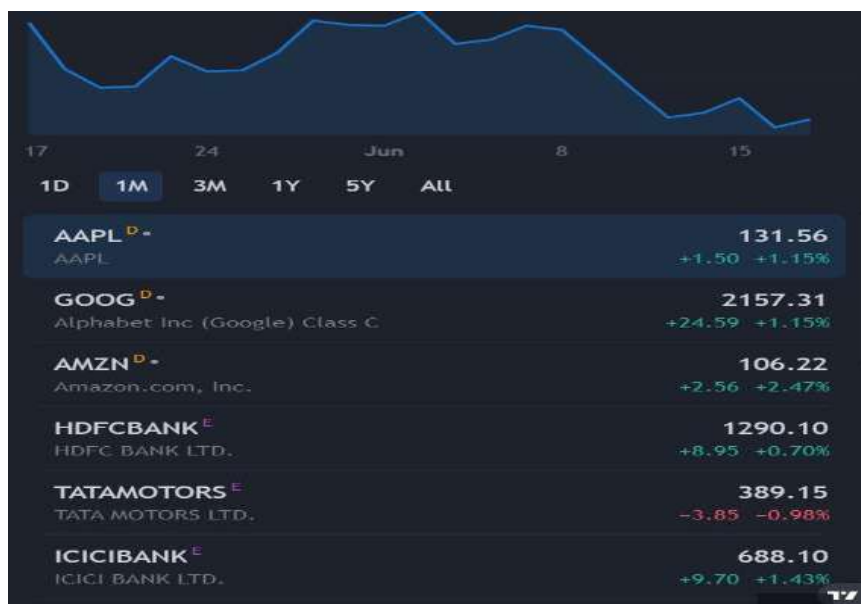 17 24 Jun 8 15
1D 1M 3M 1Y 5Y All
AAPL D 131.56
AAPL +1.50 +1.15%
GOOG D 2157.31
Alphabet Inc (Google) Class C +24.59 +1.15%
AMZN D 106.22
Amazon.com, Inc. +2.56 +2.47%
HDFCBANK E 1290.10
HDFC BANK LTD. +8.95 +0.70%
TATAMOTORS E 389.15
TATA MOTORS LTD. −3.85 −0.98%
ICICIBANK E 688.10
ICICI BANK LTD. +9.70 +1.43%